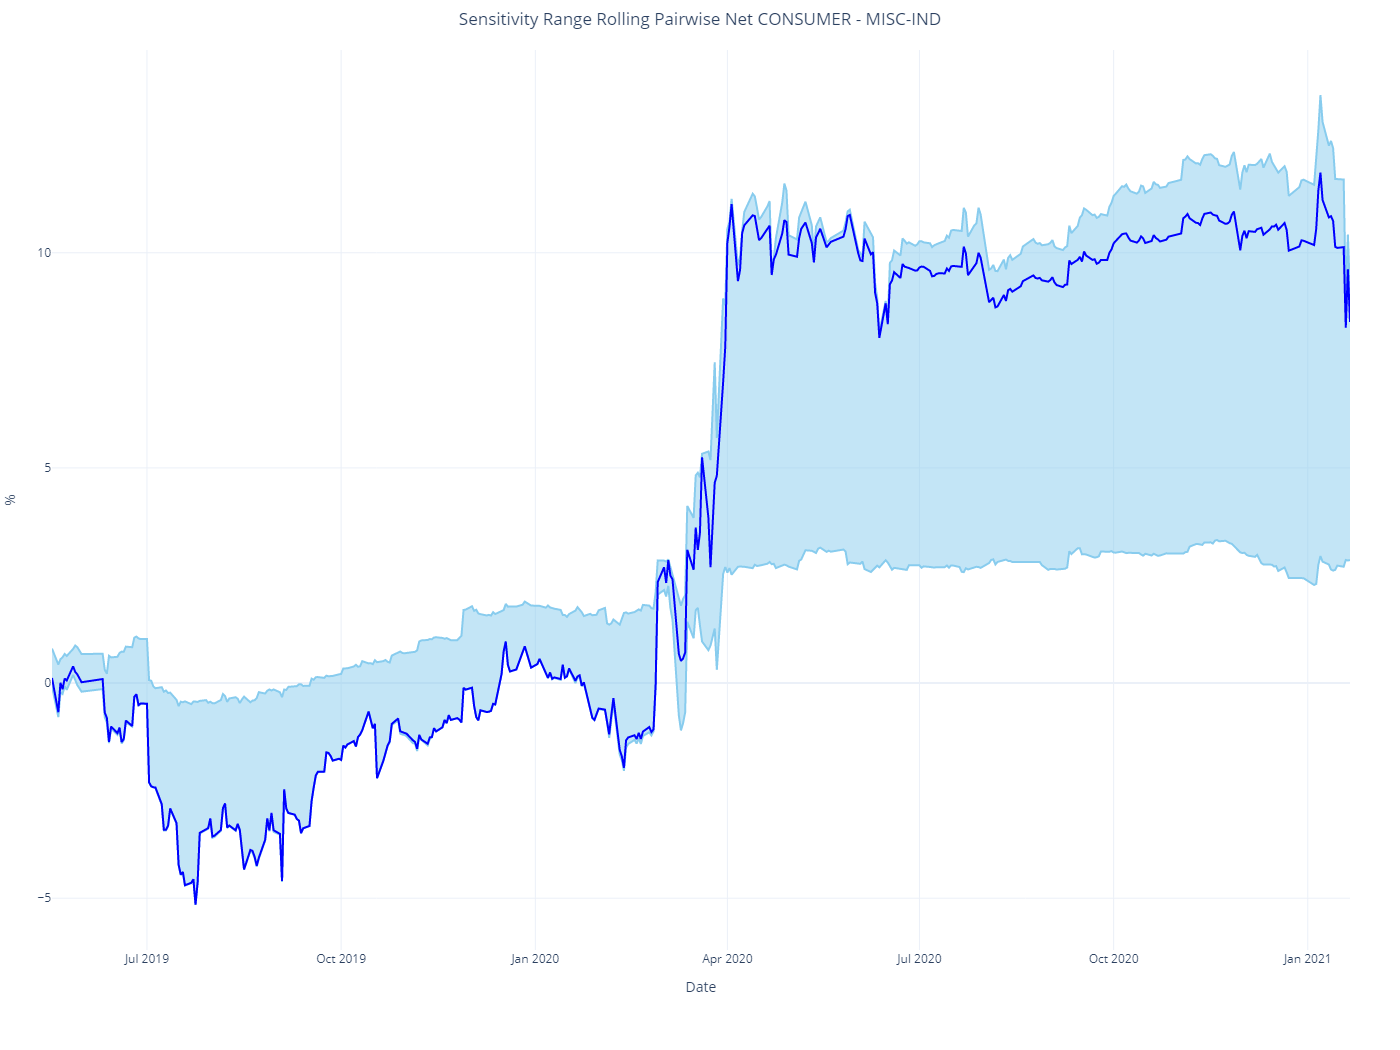 Sensitivity Range Rolling Pairwise Net CONSUMER - MISC-IND
10
5
%
0
−5
Jul 2019
Oct 2019
Jan 2020
Apr 2020
Jul 2020
Oct 2020
Jan 2021
Date